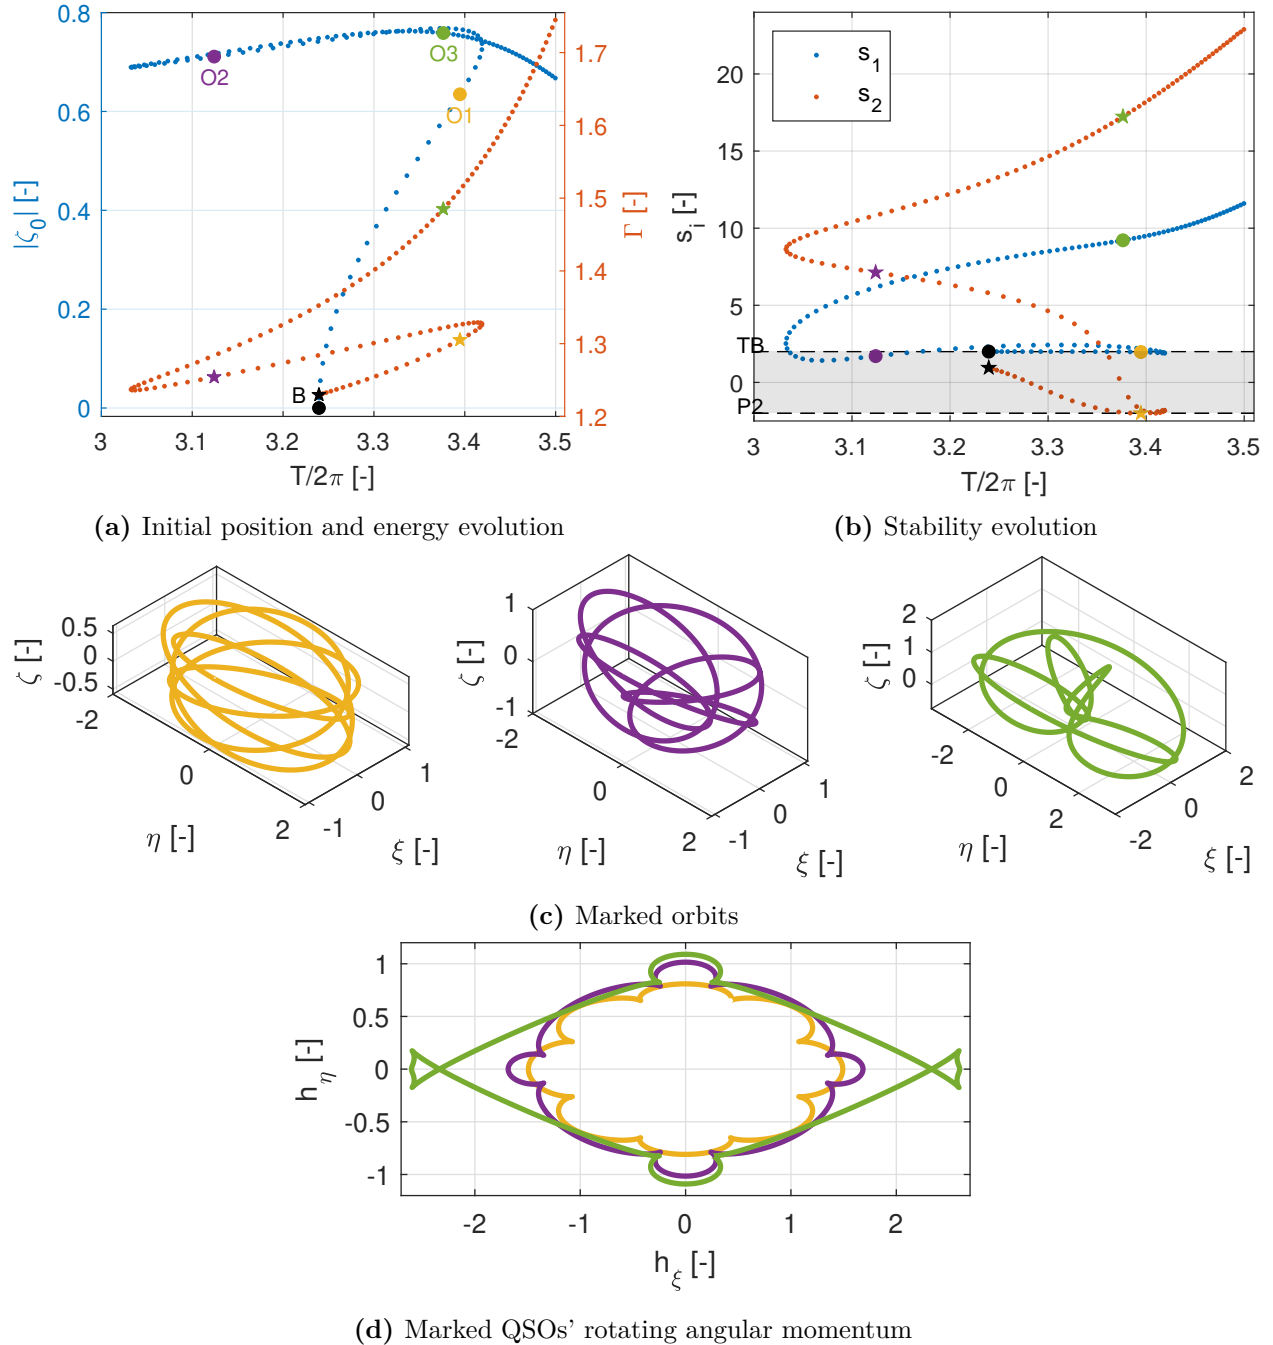 0.8
0.6
0.4
0.2
0
|ζ₀| [-]
O2
O3
O1
B
1.7
1.6
1.5
1.4
1.3
1.2
Γ [-]
3 3.1 3.2 3.3 3.4 3.5
T/2π [-]
(a) Initial position and energy evolution
s₁
s₂
20
15
10
5
0
TB
P2
s_i [-]
3 3.1 3.2 3.3 3.4 3.5
T/2π [-]
(b) Stability evolution
0.5
0
-0.5
ζ [-]
-2 0 2
η [-]
-1 0 1
ξ [-]
1
0
-1
ζ [-]
-2 0 2
η [-]
-1 0 1
ξ [-]
2
1
0
ζ [-]
-2 0 2
η [-]
-2 0 2
ξ [-]
(c) Marked orbits
1
0.5
0
-0.5
-1
h_η [-]
-2 -1 0 1 2
h_ξ [-]
(d) Marked QSOs' rotating angular momentum